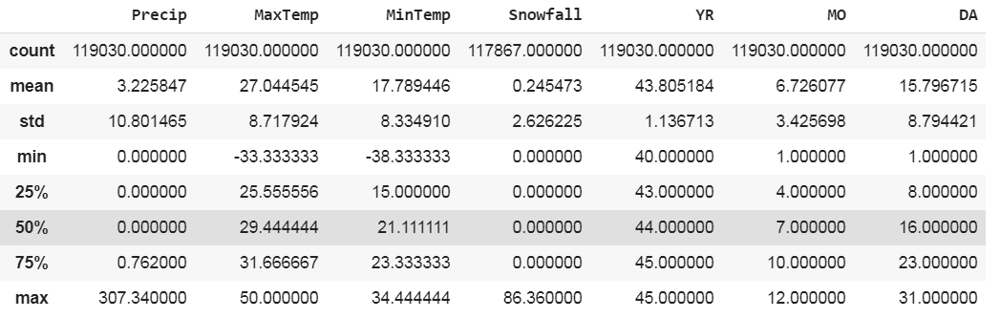 Precip MaxTemp MinTemp Snowfall YR MO DA
count 119030.000000 119030.000000 119030.000000 117867.000000 119030.000000 119030.000000 119030.000000
mean 3.225847 27.044545 17.789446 0.245473 43.805184 6.726077 15.796715
std 10.801465 8.717924 8.334910 2.626225 1.136713 3.425698 8.794421
min 0.000000 -33.333333 -38.333333 0.000000 40.000000 1.000000 1.000000
25% 0.000000 25.555556 15.000000 0.000000 43.000000 4.000000 8.000000
50% 0.000000 29.444444 21.111111 0.000000 44.000000 7.000000 16.000000
75% 0.762000 31.666667 23.333333 0.000000 45.000000 10.000000 23.000000
max 307.340000 50.000000 34.444444 86.360000 45.000000 12.000000 31.000000